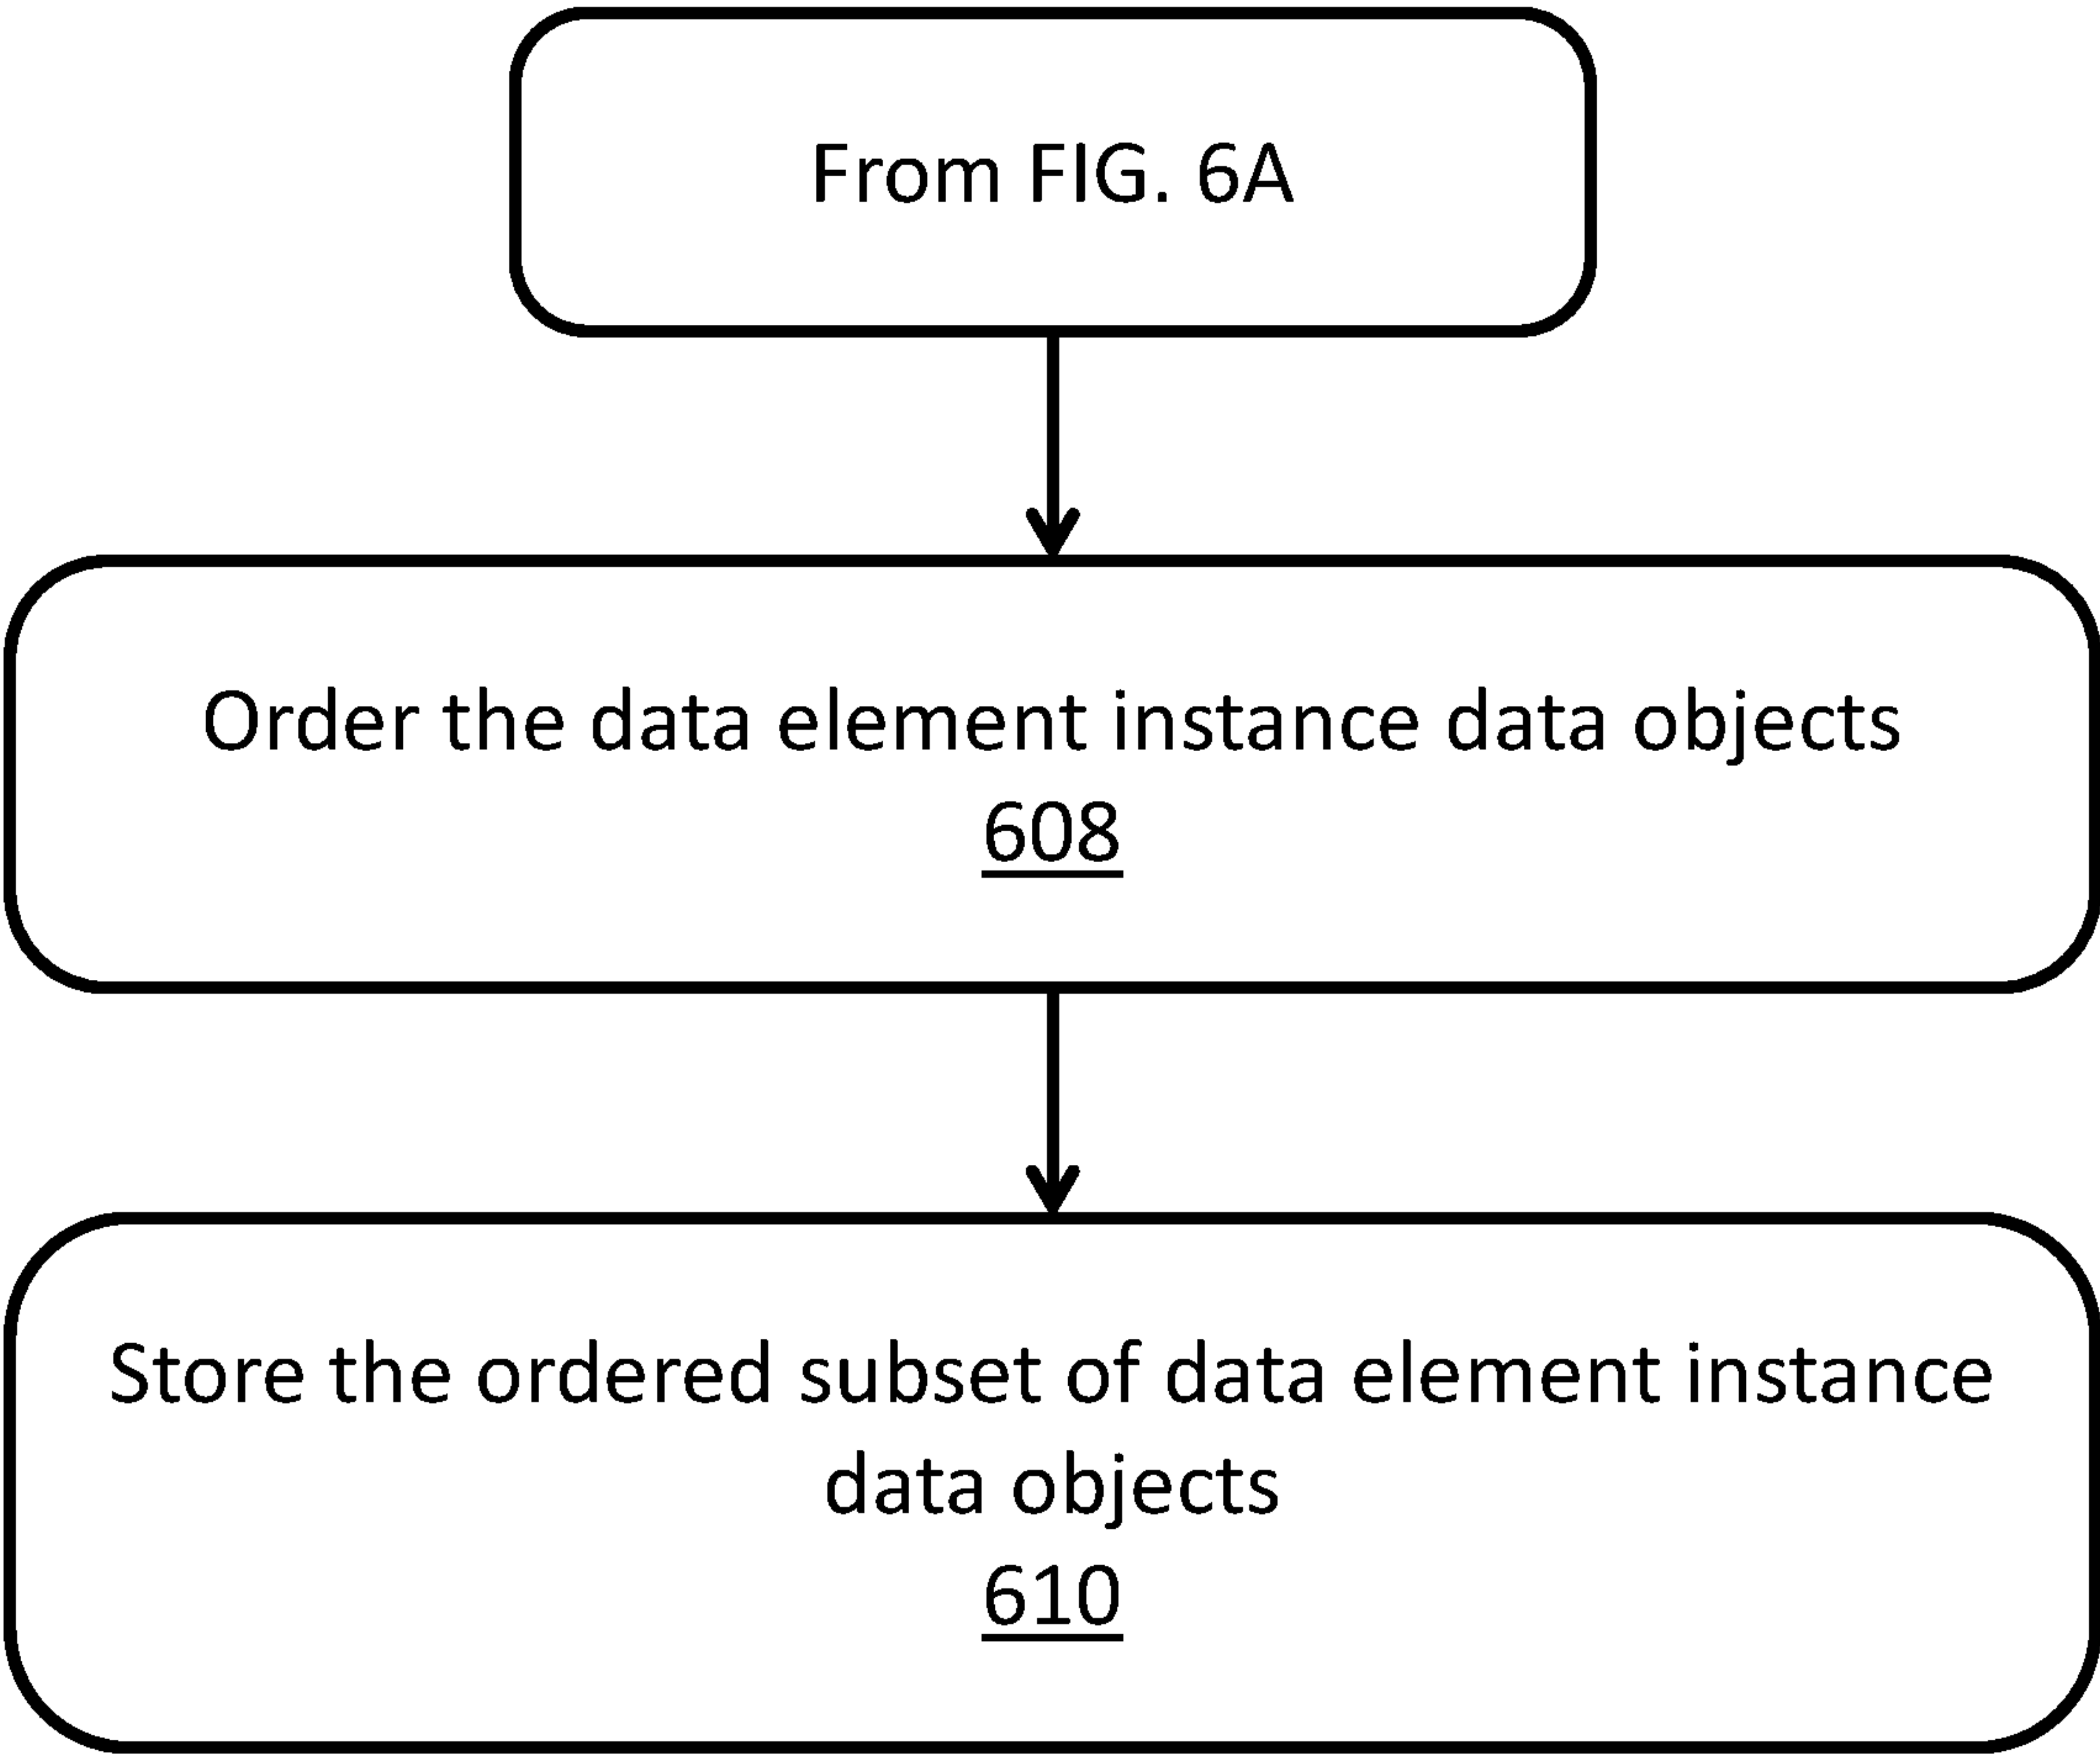 From FIG. 6A
Order the data element instance data objects
608
Store the ordered subset of data element instance
data objects
610